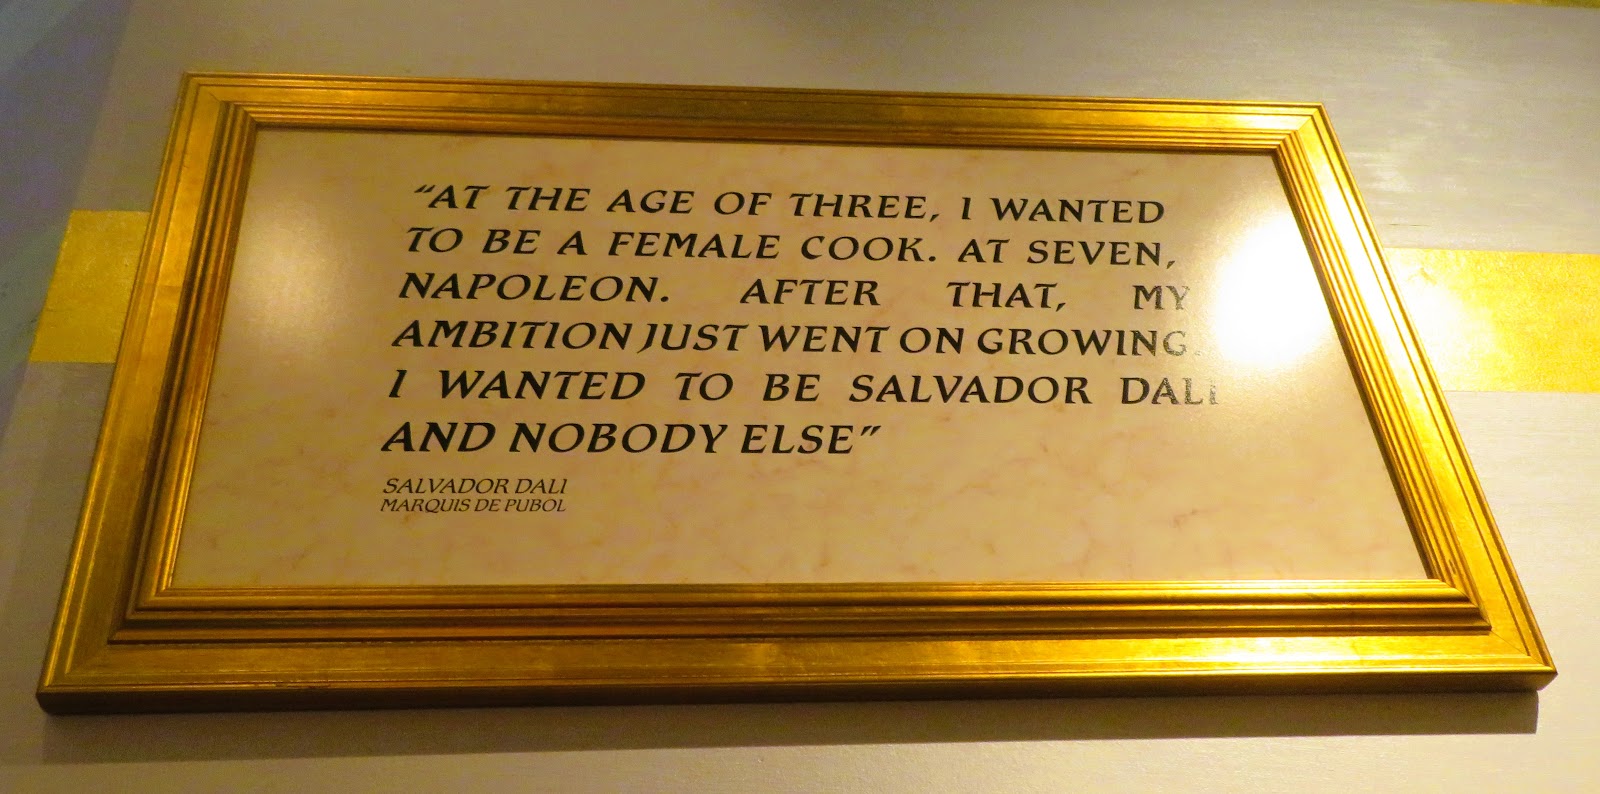 “AT THE AGE OF THREE, I WANTED
TO BE A FEMALE COOK. AT SEVEN,
NAPOLEON. AFTER THAT, MY
AMBITION JUST WENT ON GROWING.
I WANTED TO BE SALVADOR DALI
AND NOBODY ELSE”
SALVADOR DALI
MARQUIS DE PUBOL